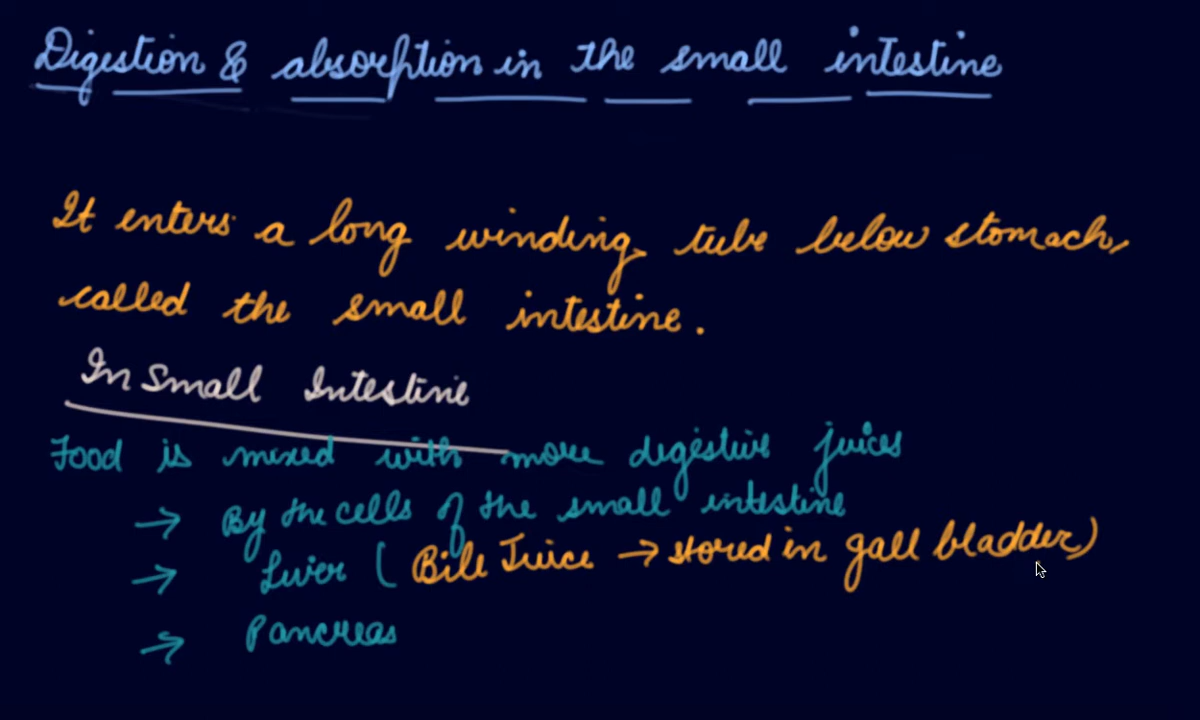 Digestion & absorption in the small intestine
It enters a long winding tube below stomach,
called the small intestine.
In Small Intestine
Food is mixed with more digestive juices
→ By the cells of the small intestine
→ Liver (Bile Juice → stored in gall bladder)
→ Pancreas